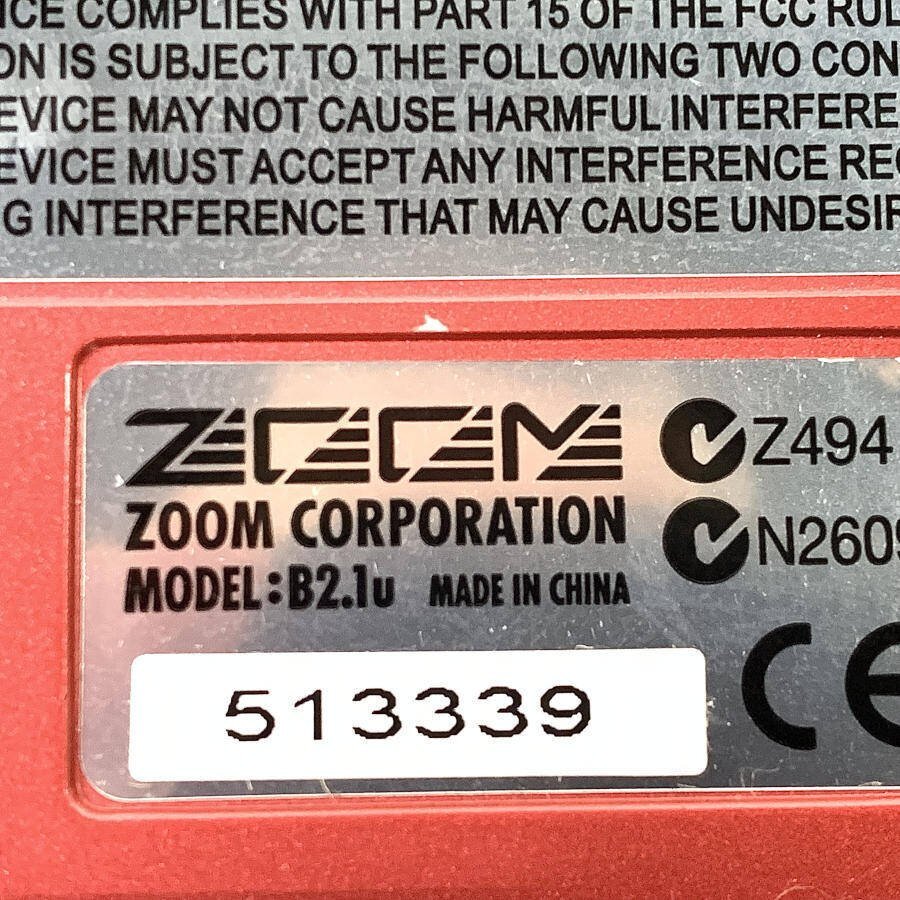 ICE COMPLIES WITH PART 15 OF THE FCC RUL
ON IS SUBJECT TO THE FOLLOWING TWO CON
EVICE MAY NOT CAUSE HARMFUL INTERFERE
EVICE MUST ACCEPT ANY INTERFERENCE REC
G INTERFERENCE THAT MAY CAUSE UNDESIR
ZOOM
Z494
ZOOM CORPORATION
N2609
MODEL:B2.1u MADE IN CHINA
CE
513339